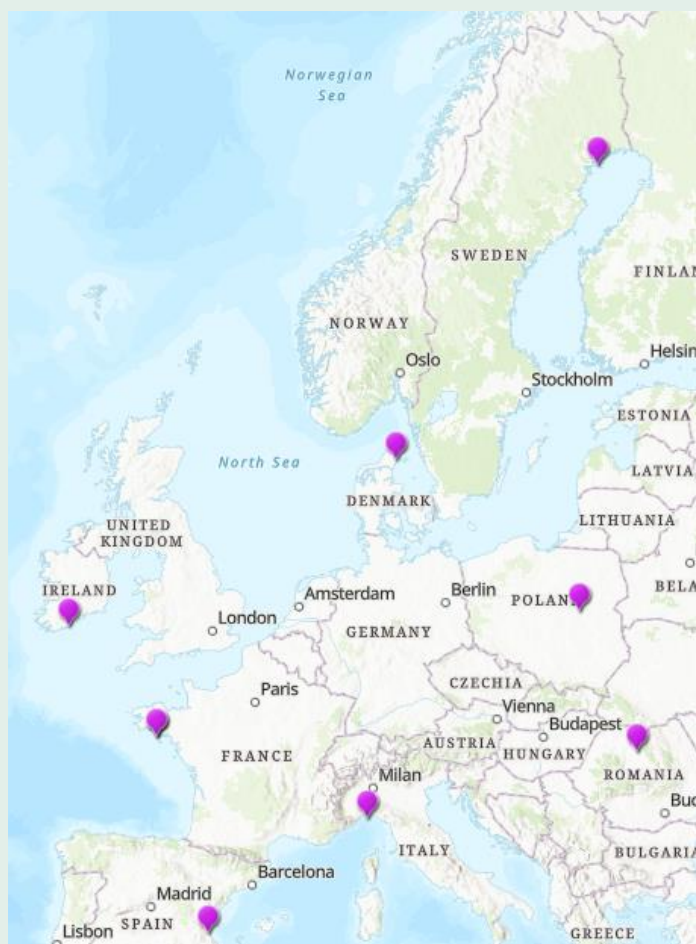 Norwegian
Sea
SWEDEN
FINLAN
NORWAY
Oslo
Helsin
Stockholm
ESTONIA
North Sea
LATVIA
DENMARK
LITHUANIA
UNITED
KINGDOM
IRELAND
Amsterdam
Berlin
POLAN
BELA
London
GERMANY
CZECHIA
Paris
Vienna
Budapest
FRANCE
AUSTRIA
HUNGARY
ROMANIA
Milan
Buc
ITALY
BULGARIA
Barcelona
Madrid
SPAIN
Lisbon
GREECE